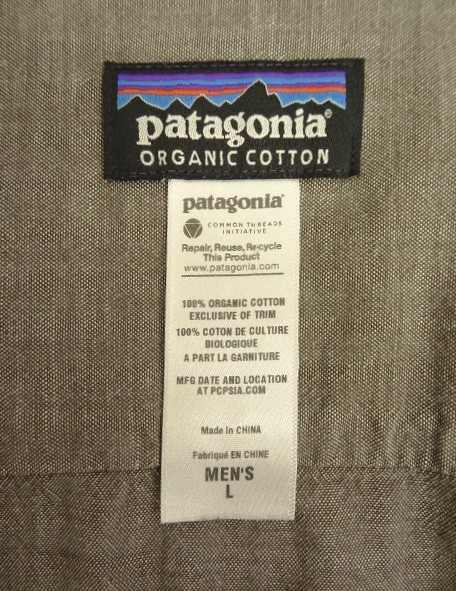 patagonia®
ORGANIC COTTON
patagonia®
COMMON THREADS
INITIATIVE
Repair, Reuse, Recycle
This Product
www.patagonia.com
100% ORGANIC COTTON
EXCLUSIVE OF TRIM
100% COTON DE CULTURE
BIOLOGIQUE
A PART LA GARNITURE
MFG DATE AND LOCATION
AT PCPSIA.COM
Made in CHINA
Fabriqué EN CHINE
MEN'S
L